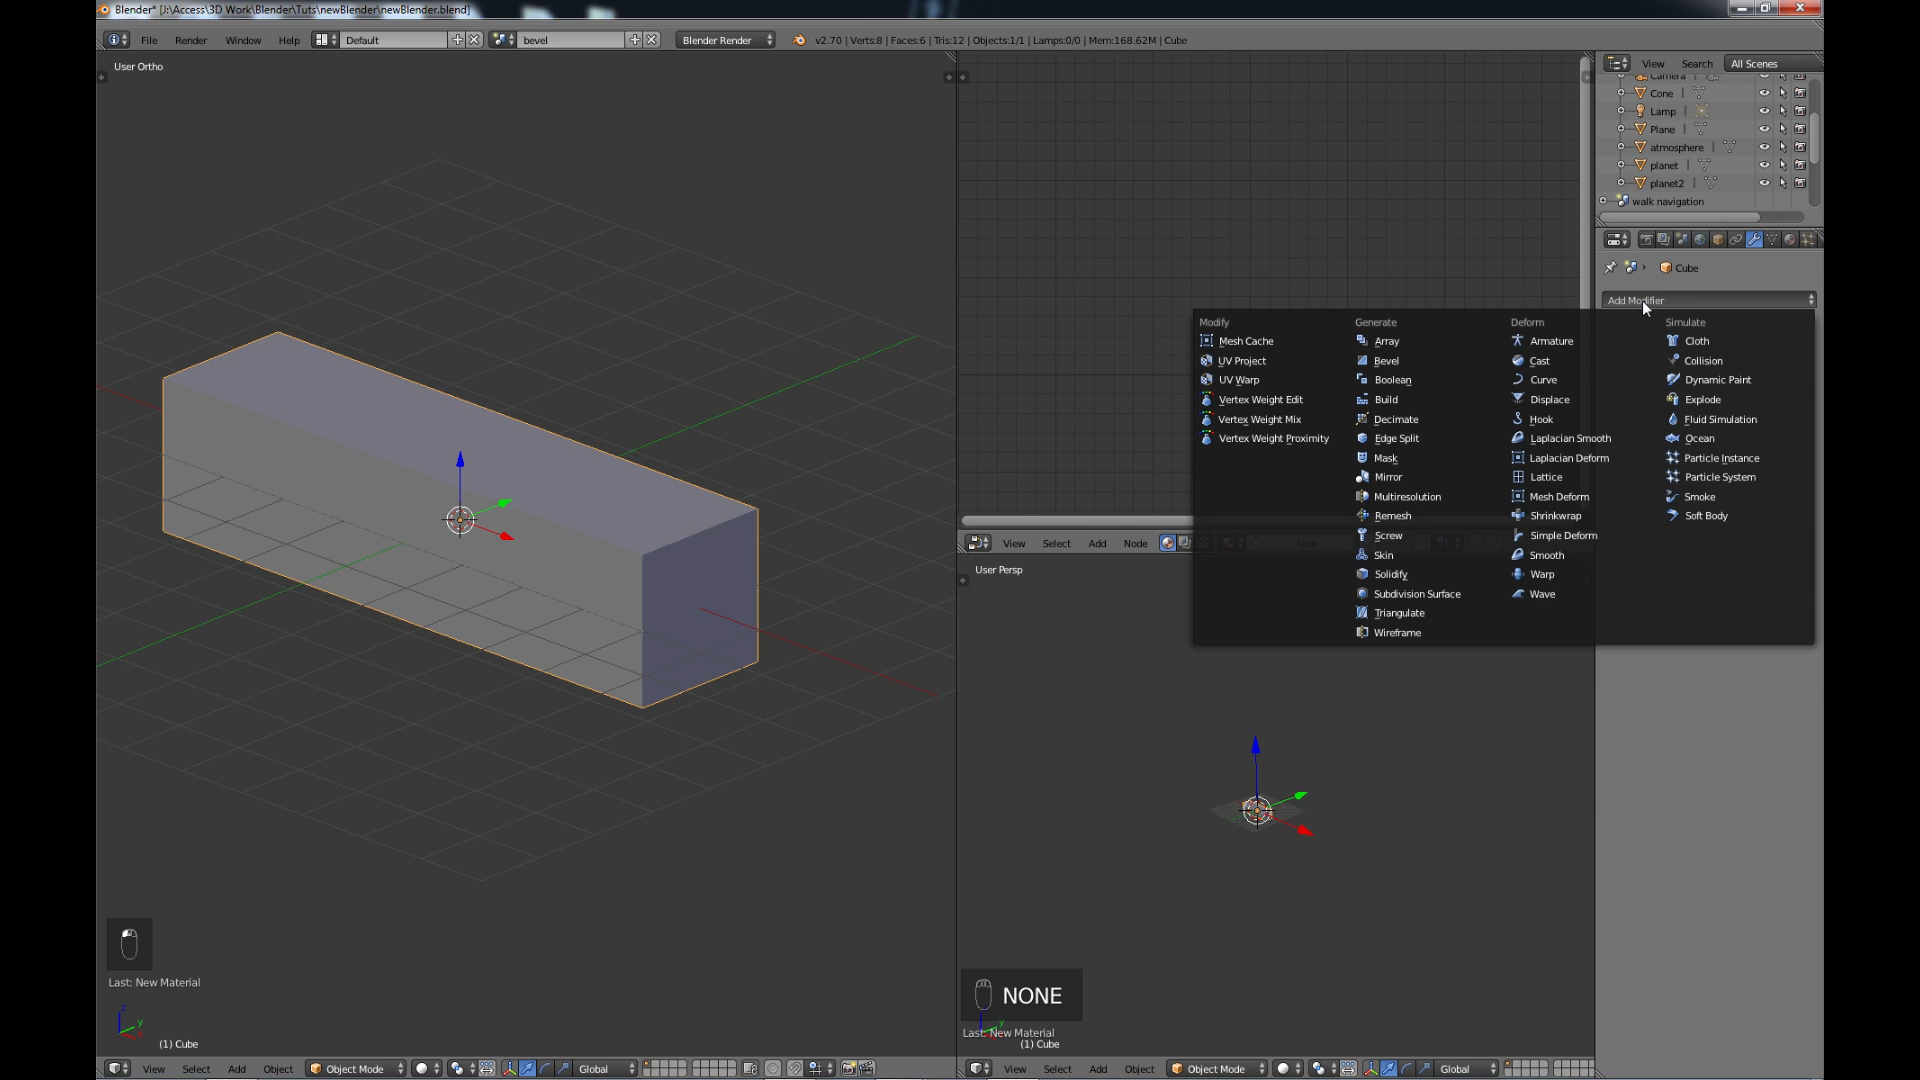 Blender* [J:\Access\3D Work\Blender\Tuts\newBlender\newBlender.blend]
File Render Window Help Default bevel Blender Render v2.70 | Verts:8 | Faces:6 | Tris:12 | Objects:1/1 | Lamps:0/0 | Mem:168.62M | Cube
User Ortho
View Search All Scenes
Camera
Cone
Lamp
Plane
atmosphere
planet
planet2
walk navigation
Cube
Add Modifier
Modify
Mesh Cache
UV Project
UV Warp
Vertex Weight Edit
Vertex Weight Mix
Vertex Weight Proximity
Generate
Array
Bevel
Boolean
Build
Decimate
Edge Split
Mask
Mirror
Multiresolution
Remesh
Screw
Skin
Solidify
Subdivision Surface
Triangulate
Wireframe
Deform
Armature
Cast
Curve
Displace
Hook
Laplacian Smooth
Laplacian Deform
Lattice
Mesh Deform
Shrinkwrap
Simple Deform
Smooth
Warp
Wave
Simulate
Cloth
Collision
Dynamic Paint
Explode
Fluid Simulation
Ocean
Particle Instance
Particle System
Smoke
Soft Body
View Select Add Node
User Persp
Last: New Material
z
y
(1) Cube
NONE
Last: New Material
y
(1) Cube
View Select Add Object Object Mode Global
View Select Add Object Object Mode Global